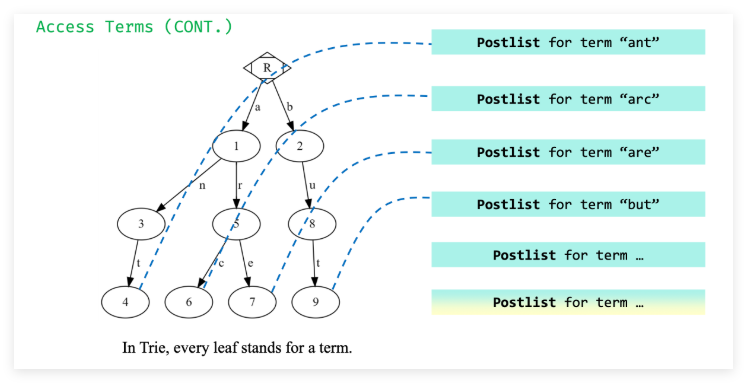 Access Terms (CONT.)
Postlist for term “ant”
R
a
b
Postlist for term “arc”
1
2
Postlist for term “are”
n
r
u
Postlist for term “but”
3
5
8
Postlist for term …
t
c
e
t
4
6
7
9
Postlist for term …
In Trie, every leaf stands for a term.